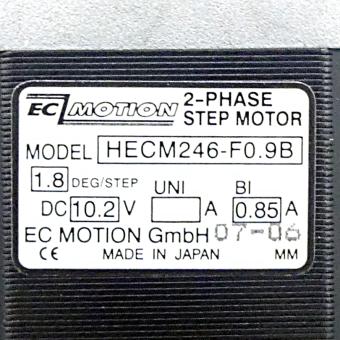 EC MOTION 2-PHASE
STEP MOTOR
MODEL HECM246-F0.9B
1.8 DEG/STEP UNI BI
DC 10.2 V A 0.85 A
EC MOTION GmbH 07-06
CE MADE IN JAPAN MM